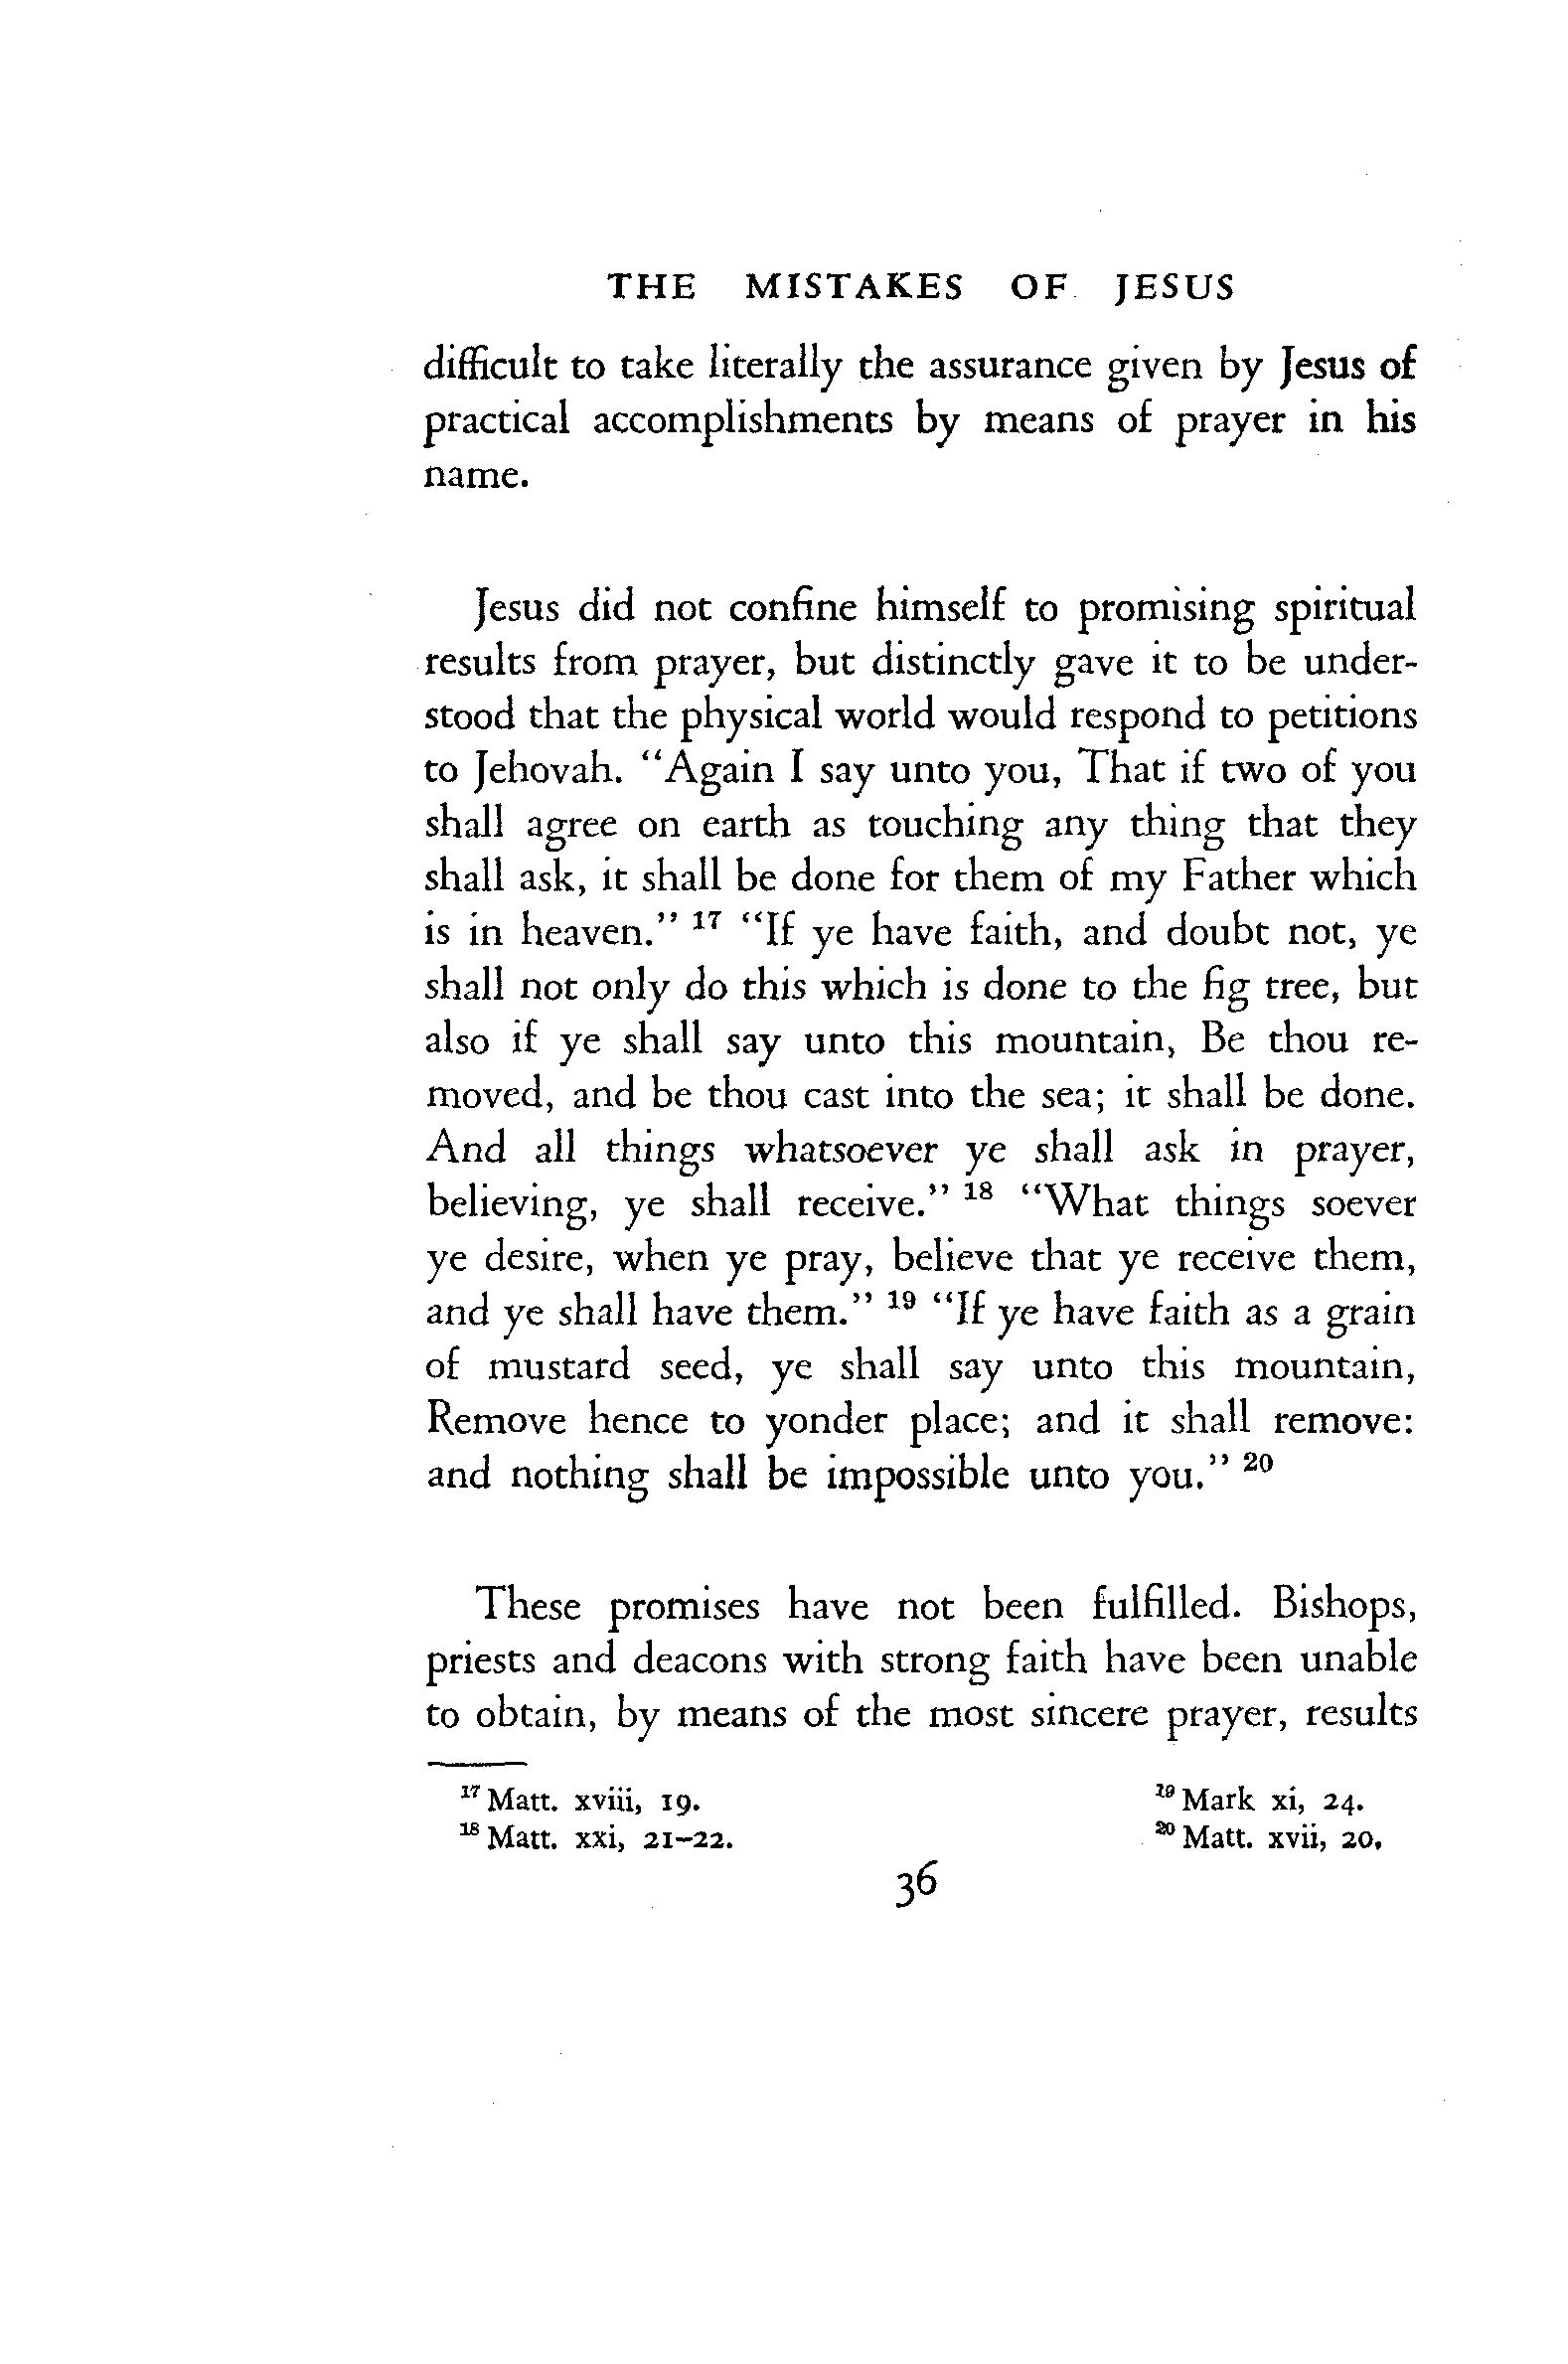 THE MISTAKES OF JESUS
difficult to take literally the assurance given by Jesus of
practical accomplishments by means of prayer in his
name.
Jesus did not confine himself to promising spiritual
results from prayer, but distinctly gave it to be under-
stood that the physical world would respond to petitions
to Jehovah. “Again I say unto you, That if two of you
shall agree on earth as touching any thing that they
shall ask, it shall be done for them of my Father which
is in heaven.” 17 “If ye have faith, and doubt not, ye
shall not only do this which is done to the fig tree, but
also if ye shall say unto this mountain, Be thou re-
moved, and be thou cast into the sea; it shall be done.
And all things whatsoever ye shall ask in prayer,
believing, ye shall receive.” 18 “What things soever
ye desire, when ye pray, believe that ye receive them,
and ye shall have them.” 19 “If ye have faith as a grain
of mustard seed, ye shall say unto this mountain,
Remove hence to yonder place; and it shall remove:
and nothing shall be impossible unto you.” 20
These promises have not been fulfilled. Bishops,
priests and deacons with strong faith have been unable
to obtain, by means of the most sincere prayer, results
17 Matt. xviii, 19.
18 Matt. xxi, 21–22.
19 Mark xi, 24.
20 Matt. xvii, 20.
36